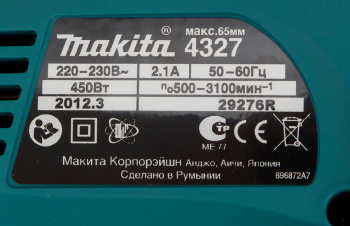 makita® макс.65мм
4327
220-230В~ 2.1А 50-60Гц
450Вт n₀500-3100мин⁻¹
2012.3 29276R
ME 77
Макита Корпорэйшн Анджо, Аичи, Япония
Сделано в Румынии 896872A7